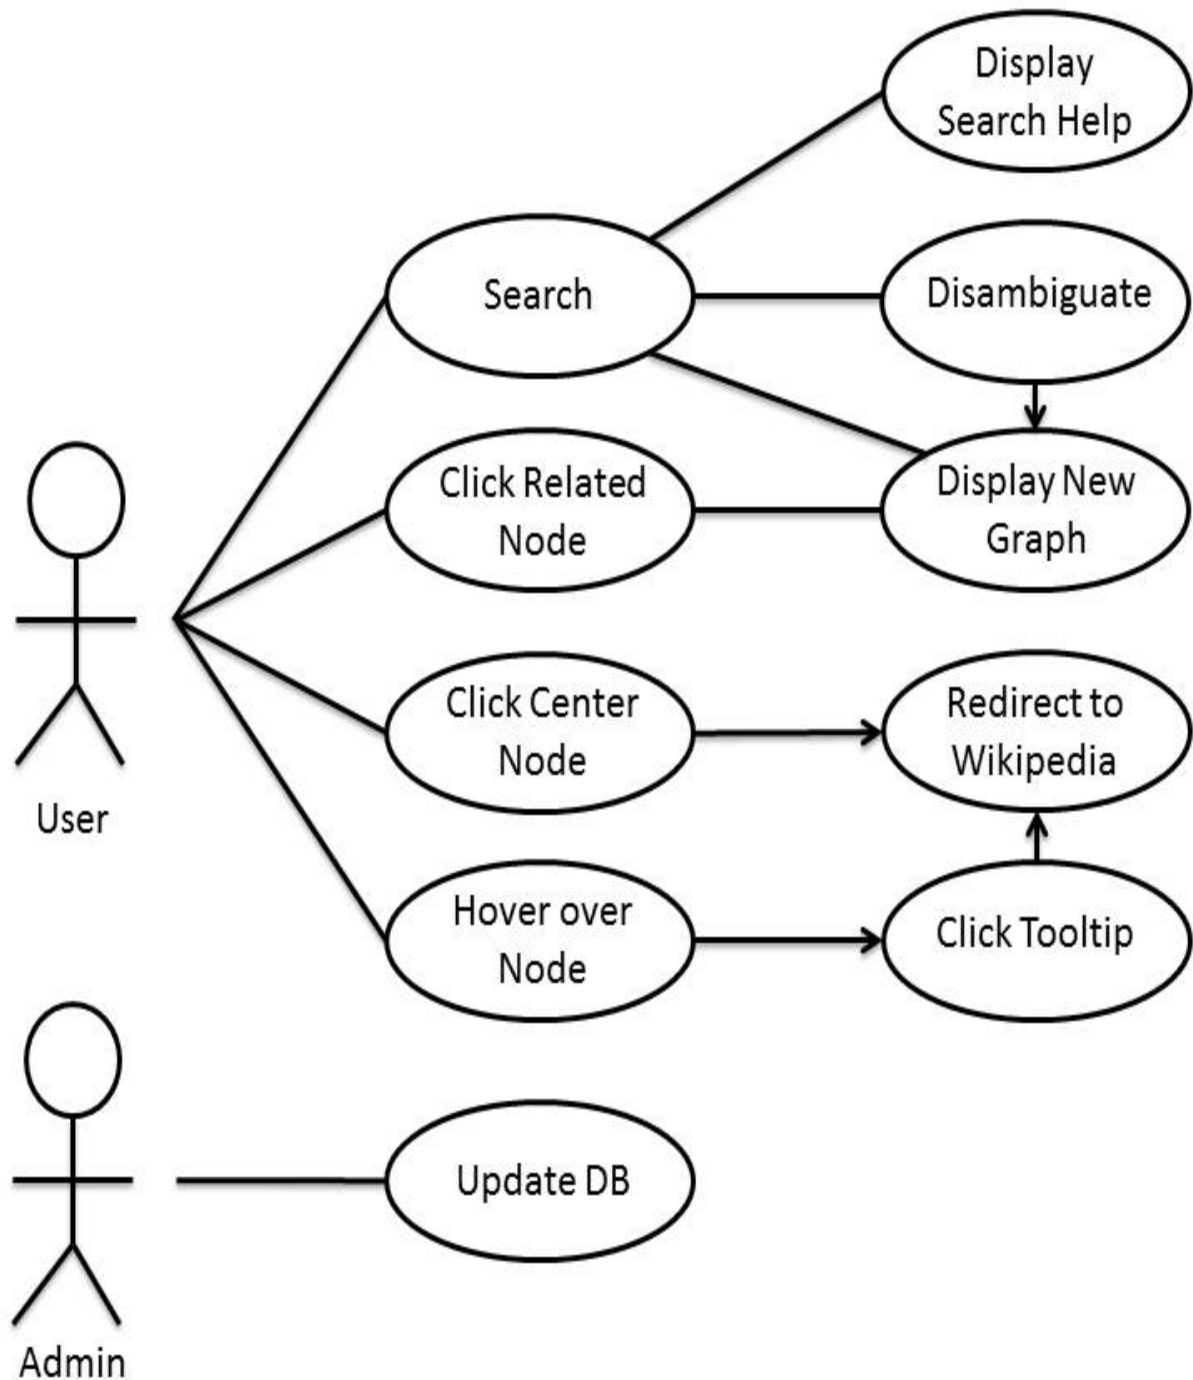 Display
Search Help
Search
Disambiguate
Click Related
Node
Display New
Graph
Click Center
Node
Redirect to
Wikipedia
User
Hover over
Node
Click Tooltip
Update DB
Admin